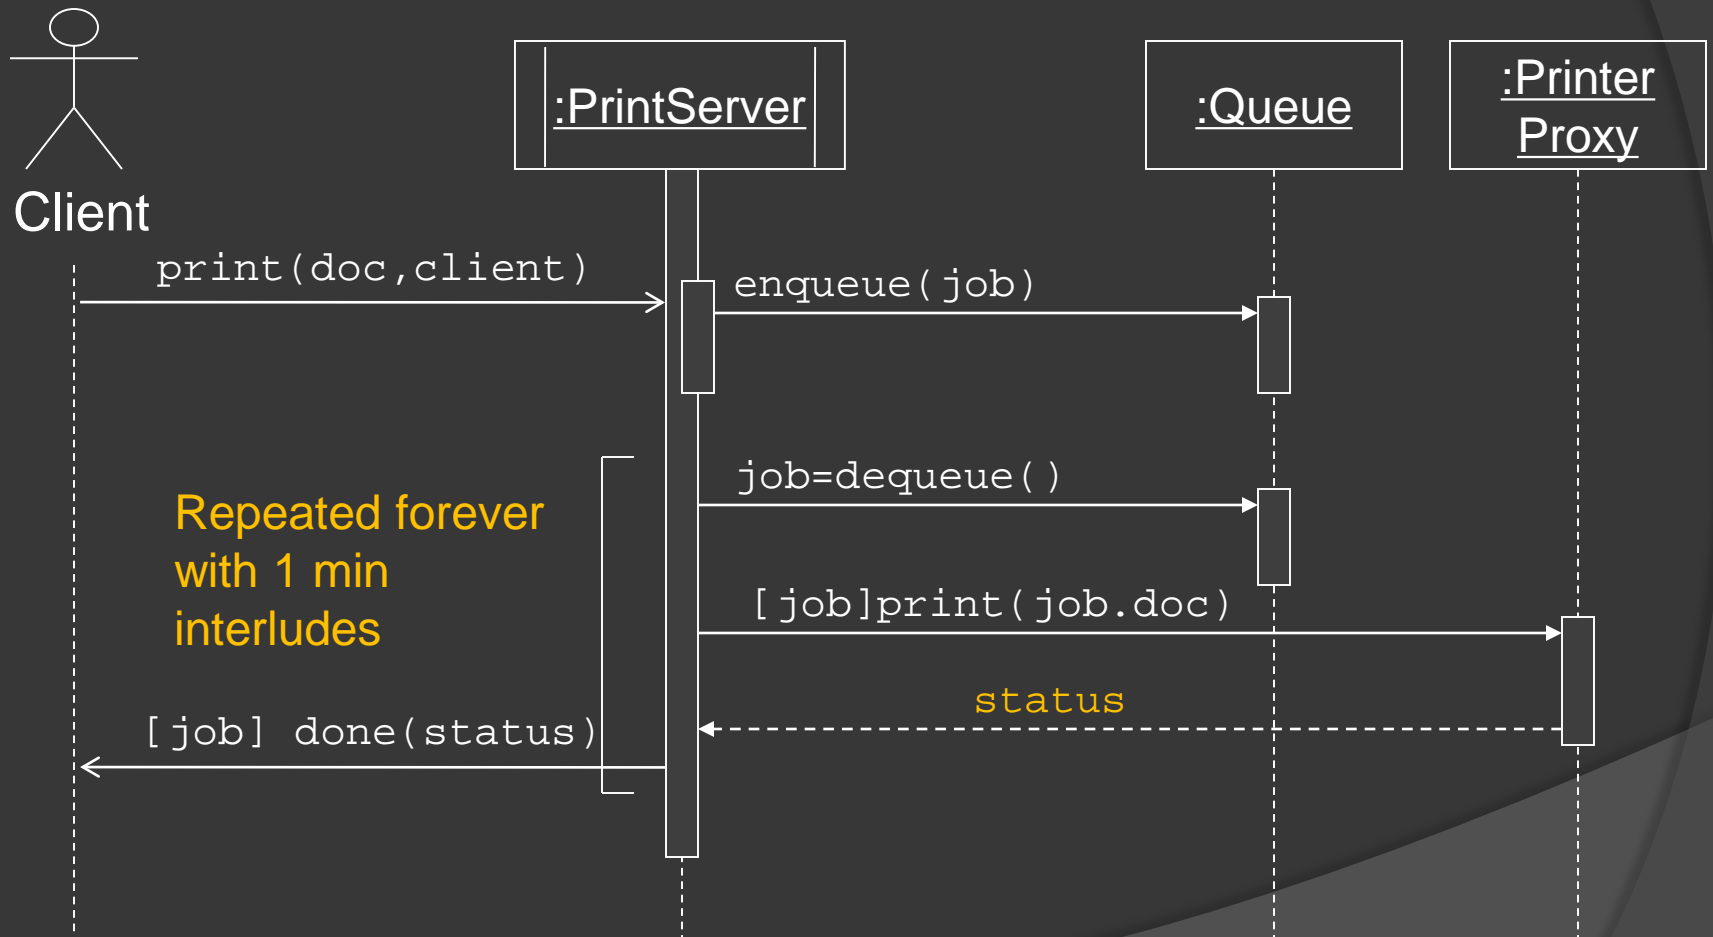 :PrintServer
:Queue
:Printer
Proxy
Client
print(doc,client)
enqueue(job)
job=dequeue()
Repeated forever
with 1 min
interludes
[job]print(job.doc)
status
[job] done(status)